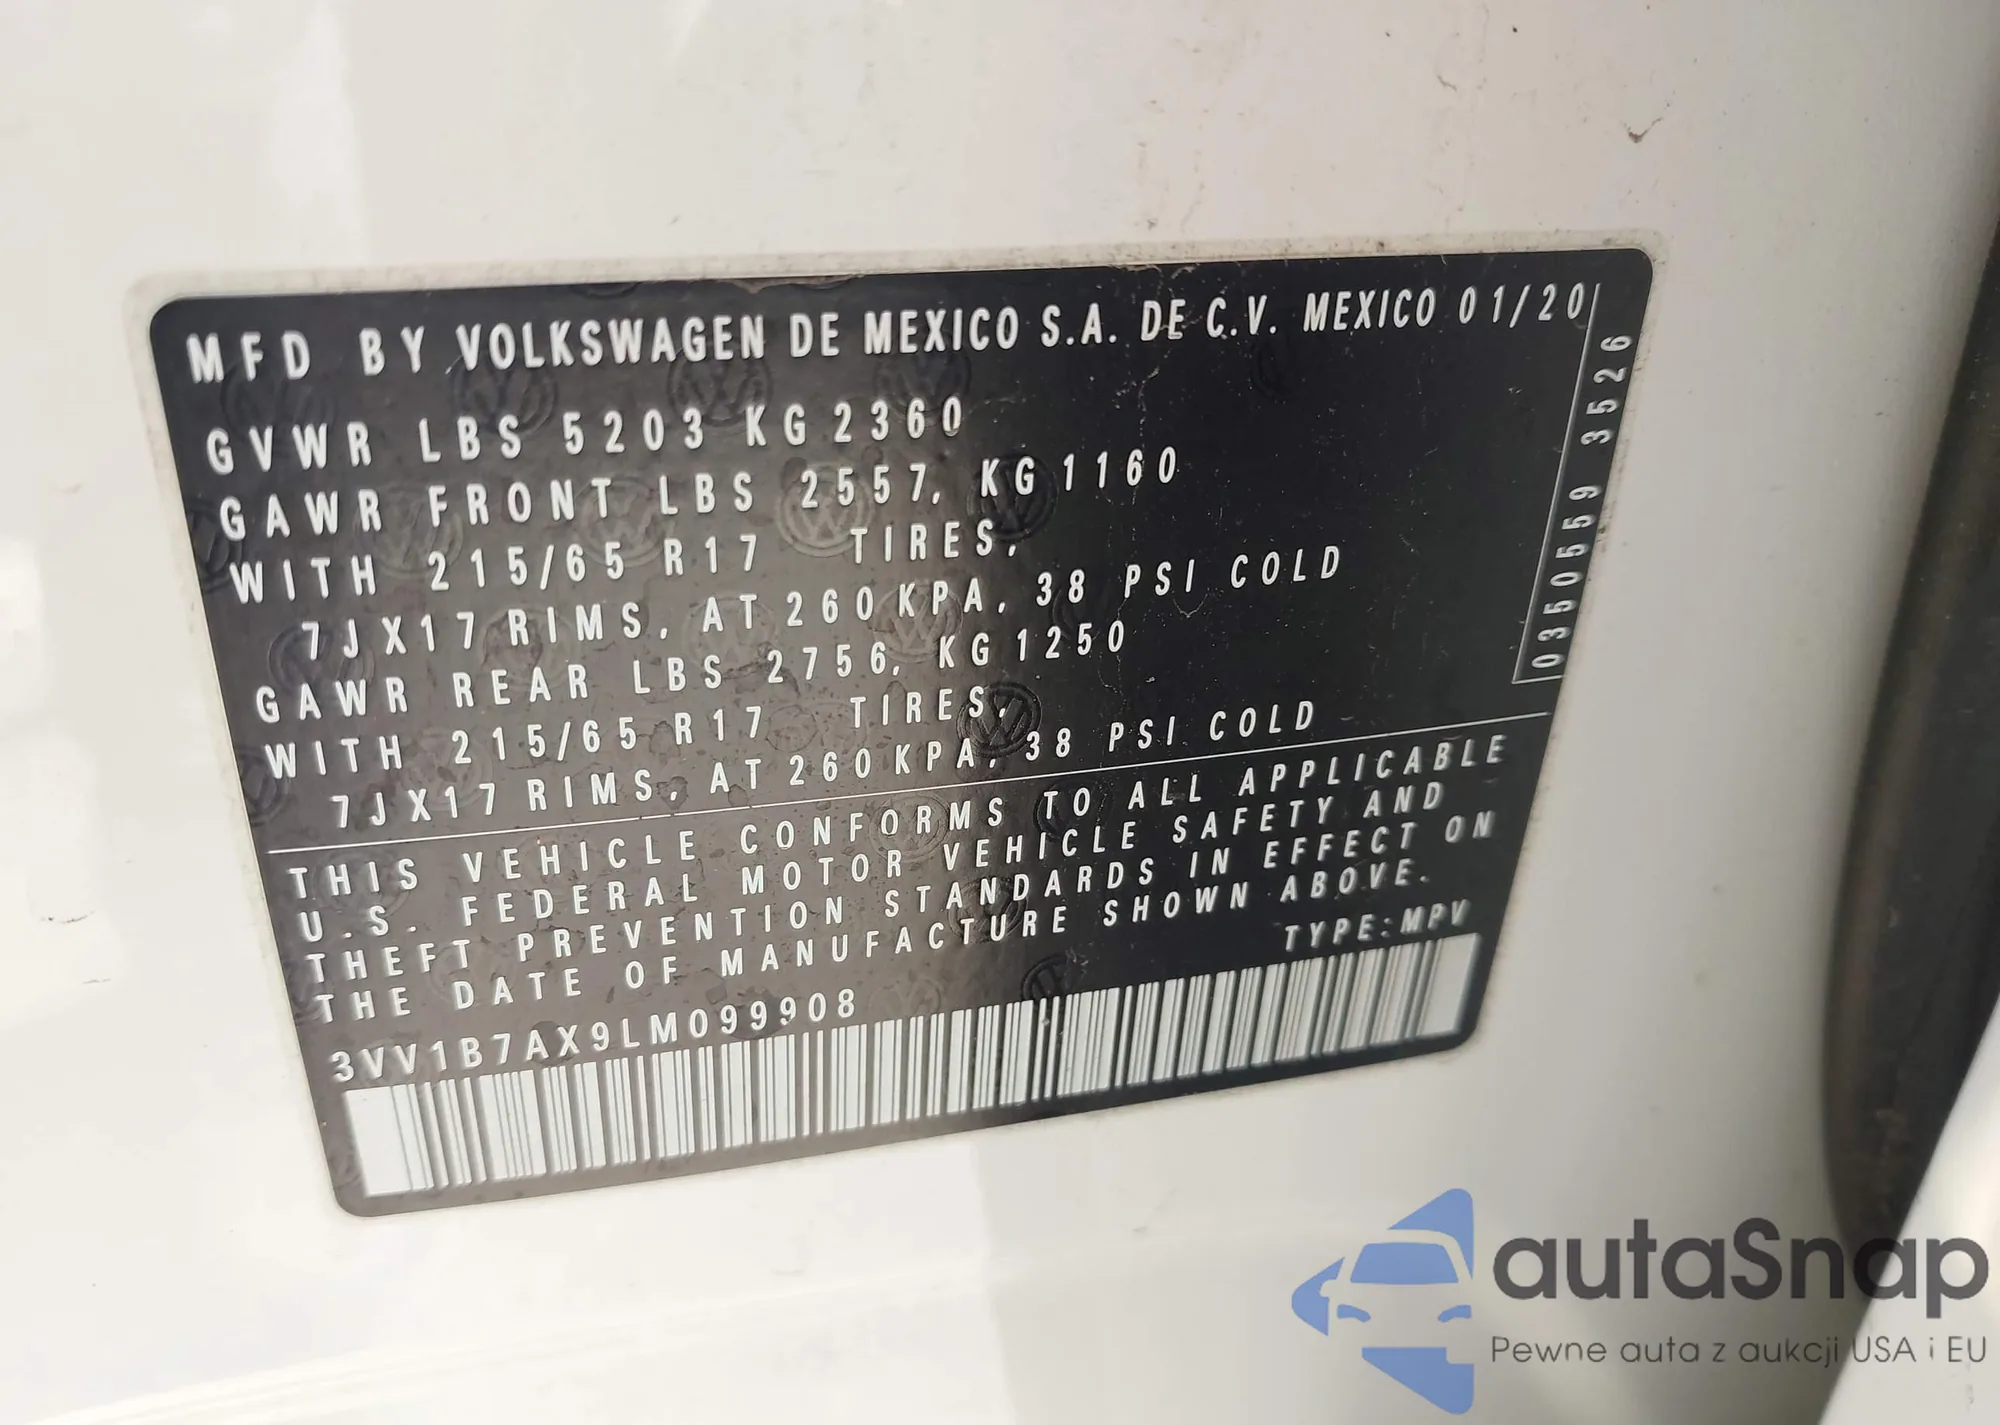 MFD BY VOLKSWAGEN DE MEXICO S.A. DE C.V. MEXICO 01/20
GVWR LBS 5203 KG 2360
GAWR FRONT LBS 2557, KG 1160
WITH 215/65 R17 TIRES,
7JX17 RIMS, AT 260KPA, 38 PSI COLD
GAWR REAR LBS 2756, KG 1250
WITH 215/65 R17 TIRES,
7JX17 RIMS, AT 260KPA, 38 PSI COLD
THIS VEHICLE CONFORMS TO ALL APPLICABLE
U.S. FEDERAL MOTOR VEHICLE SAFETY AND
THEFT PREVENTION STANDARDS IN EFFECT ON
THE DATE OF MANUFACTURE SHOWN ABOVE.
TYPE:MPV
3VV1B7AX9LM099908
0350559 3526
autaSnap
Pewne auta z aukcji USA i EU